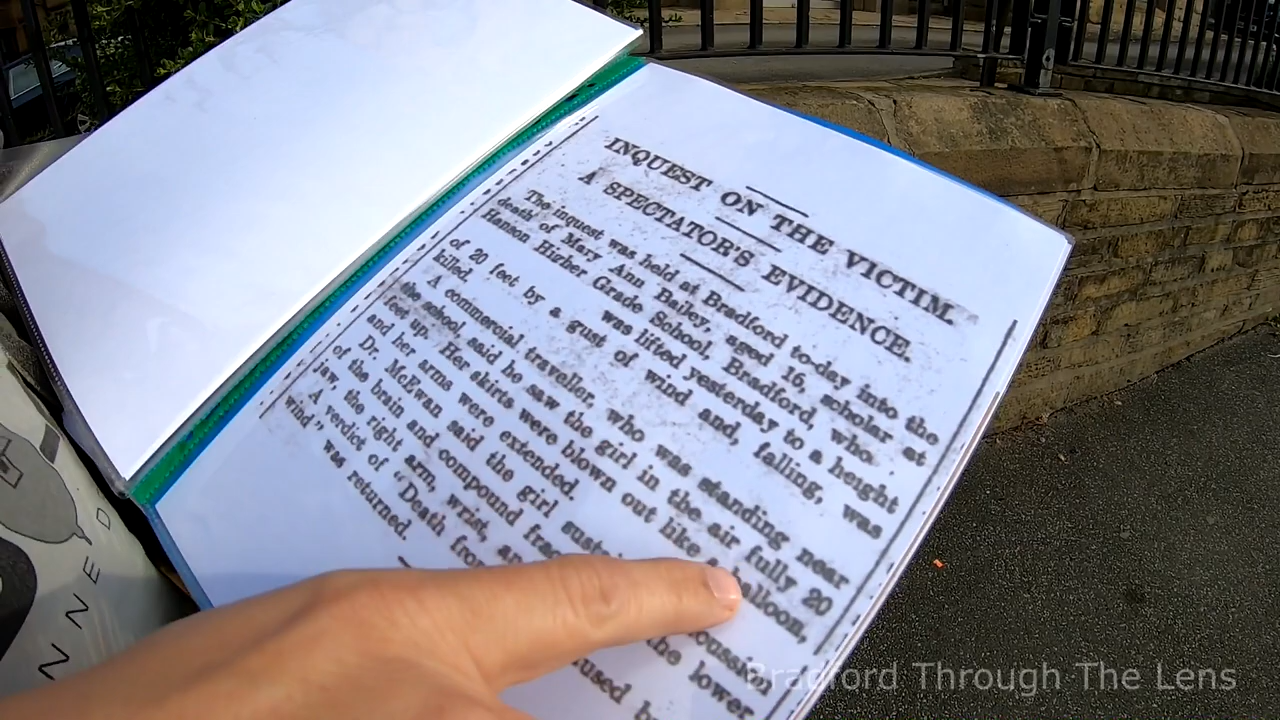 INQUEST ON THE VICTIM.
A SPECTATOR'S EVIDENCE.
The inquest was held at Bradford to-day into the
death of Mary Ann Bailey, aged 16, scholar at
Hanson Higher Grade School, Bradford, who
was lifted yesterday to a height
of 20 feet by a gust of wind and, falling, was
killed.
A commercial traveller, who was standing near
the school, said he saw the girl in the air fully 20
feet up. Her skirts were blown out like a balloon,
and her arms were extended.
Dr. McEwan said the girl
of the brain and compound the lower
jaw, the right arm, wrist,
A verdict of "Death from
wind" was returned.
NNED
Bradford Through The Lens